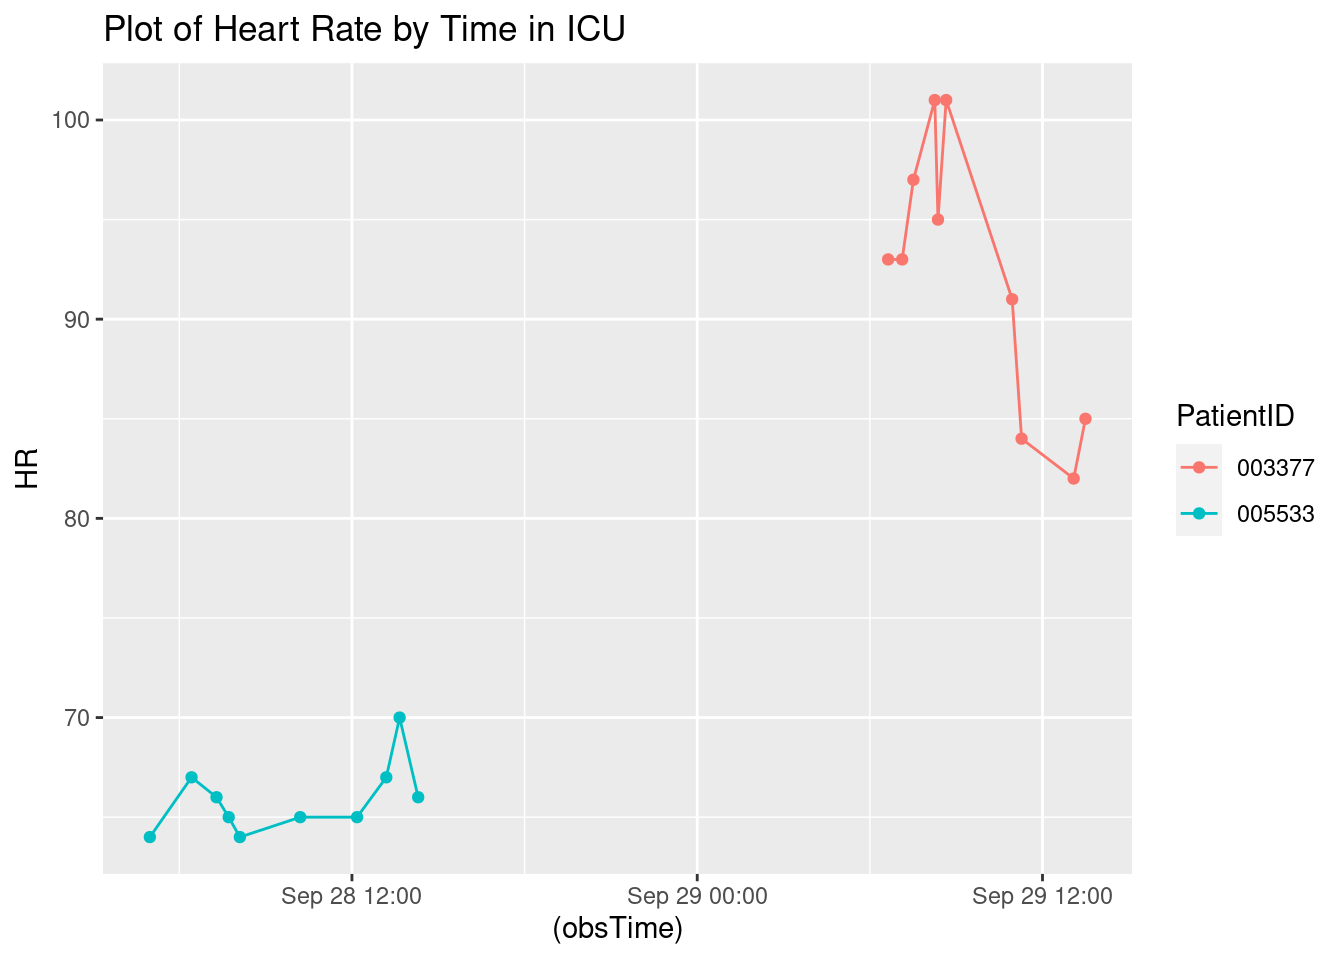 Plot of Heart Rate by Time in ICU
100
90
80
70
HR
Sep 28 12:00
Sep 29 00:00
Sep 29 12:00
(obsTime)
PatientID
003377
005533